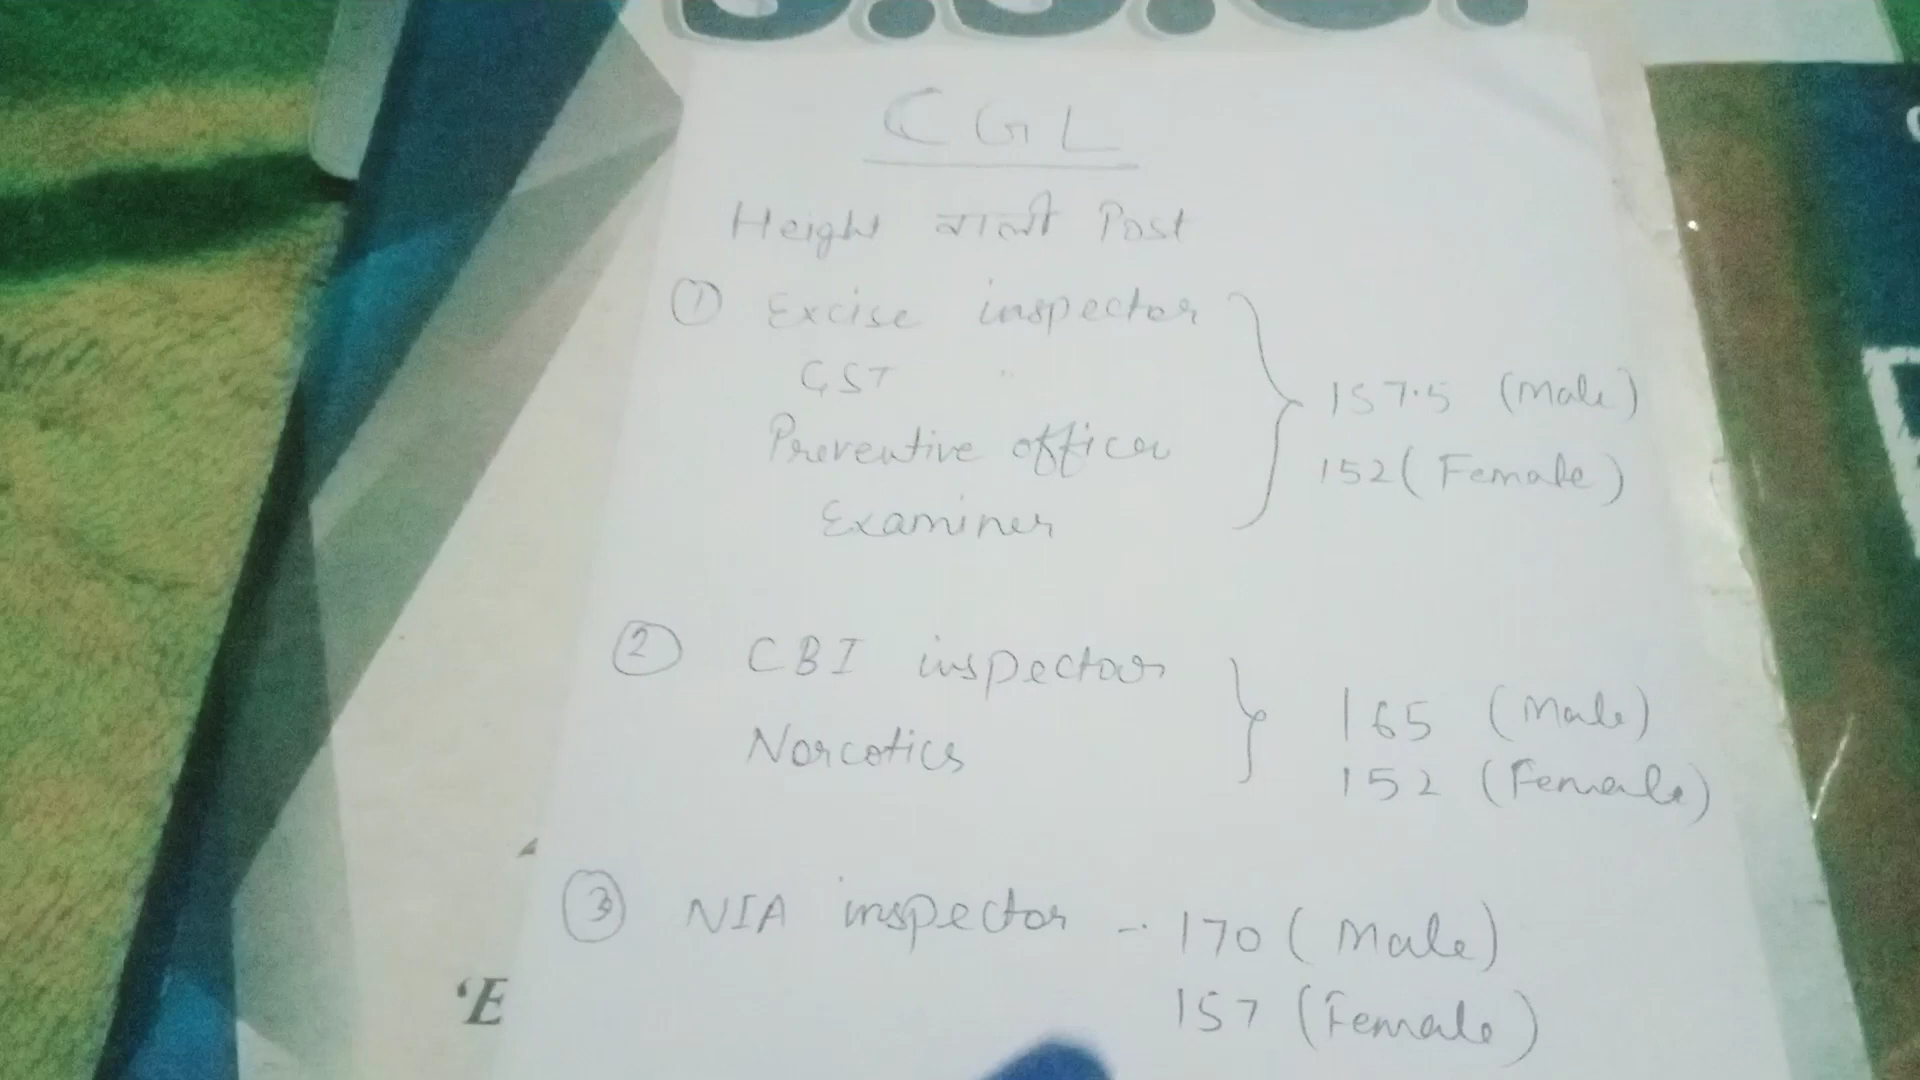 S.S.C.
CGL
Height वाली Post
① Excise inspector
GST "
Preventive officer
Examiner
157.5 (Male)
152 (Female)
② CBI inspector
Norcotics
165 (Male)
152 (Female)
③ NIA inspector - 170 (Male)
157 (Female)
'E